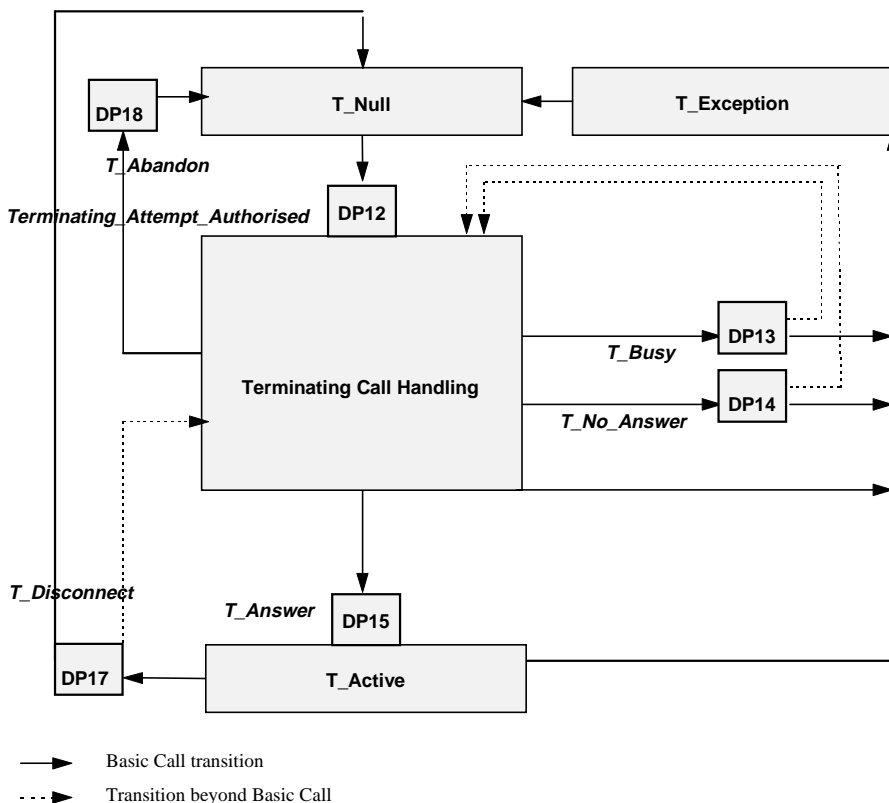 T_Null
T_Exception
DP18
T_Abandon
DP12
Terminating_Attempt_Authorised
DP13
T_Busy
Terminating Call Handling
DP14
T_No_Answer
T_Disconnect
T_Answer
DP15
DP17
T_Active
Basic Call transition
Transition beyond Basic Call